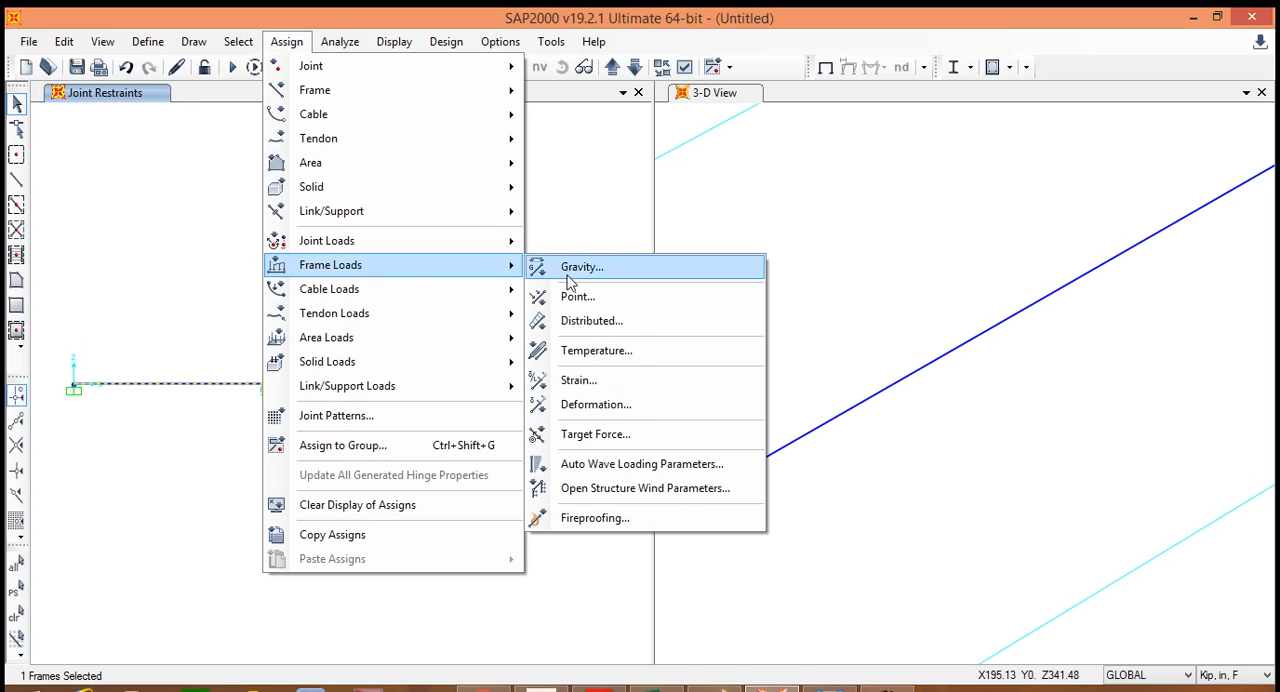 SAP2000 v19.2.1 Ultimate 64-bit - (Untitled)
File Edit View Define Draw Select Assign Analyze Display Design Options Tools Help
nv nd
Joint Restraints
3-D View
Joint
Frame
Cable
Tendon
Area
Solid
Link/Support
Joint Loads
Frame Loads
Cable Loads
Tendon Loads
Area Loads
Solid Loads
Link/Support Loads
Joint Patterns...
Assign to Group... Ctrl+Shift+G
Update All Generated Hinge Properties
Clear Display of Assigns
Copy Assigns
Paste Assigns
Gravity...
Point...
Distributed...
Temperature...
Strain...
Deformation...
Target Force...
Auto Wave Loading Parameters...
Open Structure Wind Parameters...
Fireproofing...
Z
all
PS
clr
1 Frames Selected
X195.13 Y0. Z341.48
GLOBAL
Kip, in, F